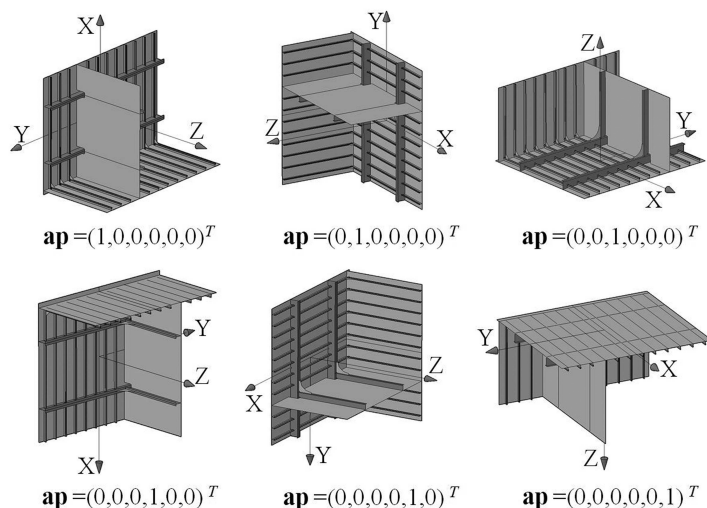 X
Y
Z
ap =(1,0,0,0,0,0)^T
Y
Z
X
ap =(0,1,0,0,0,0) ^T
Z
Y
X
ap =(0,0,1,0,0,0) ^T
Y
Z
X
ap =(0,0,0,1,0,0) ^T
Z
X
Y
ap =(0,0,0,0,1,0) ^T
Y
X
Z
ap =(0,0,0,0,0,1) ^T